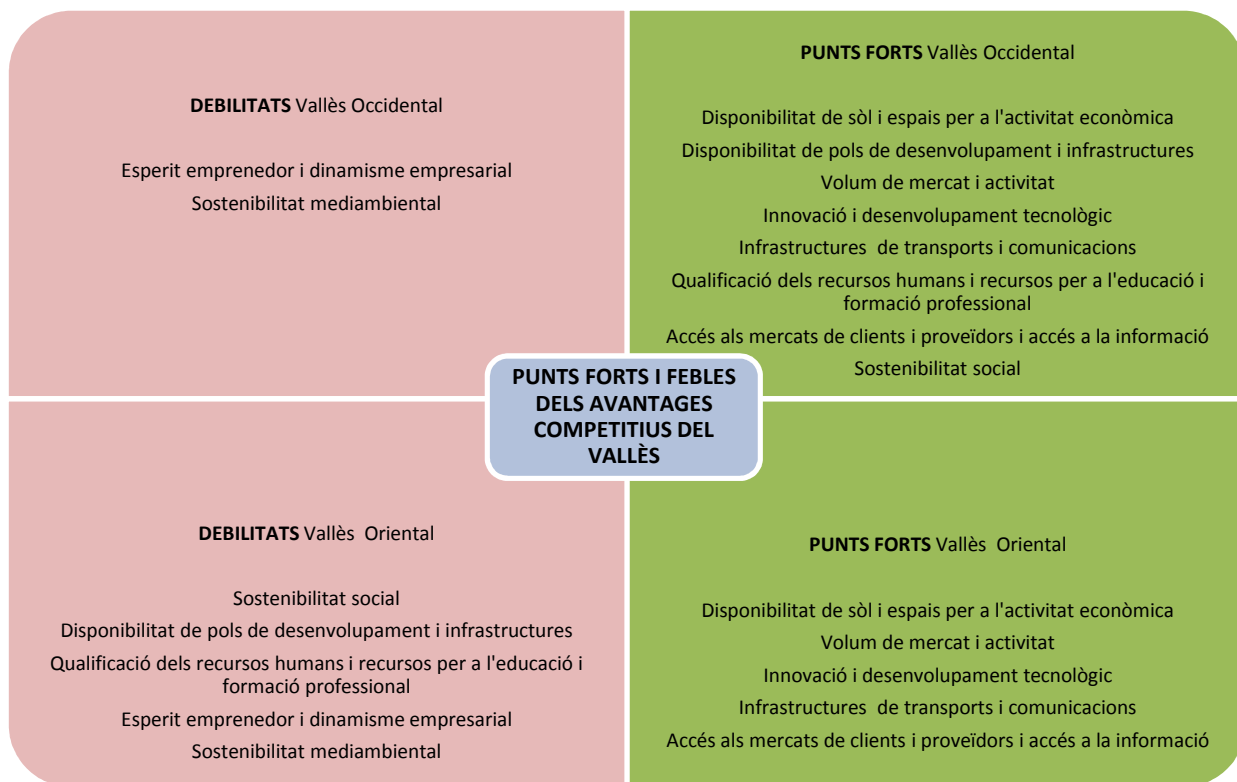 DEBILITATS Vallès Occidental
Esperit emprenedor i dinamisme empresarial
Sostenibilitat mediambiental
PUNTS FORTS Vallès Occidental
Disponibilitat de sòl i espais per a l'activitat econòmica
Disponibilitat de pols de desenvolupament i infrastructures
Volum de mercat i activitat
Innovació i desenvolupament tecnològic
Infrastructures de transports i comunicacions
Qualificació dels recursos humans i recursos per a l'educació i
formació professional
Accés als mercats de clients i proveïdors i accés a la informació
Sostenibilitat social
PUNTS FORTS I FEBLES
DELS AVANTAGES
COMPETITIUS DEL
VALLÈS
DEBILITATS Vallès Oriental
Sostenibilitat social
Disponibilitat de pols de desenvolupament i infrastructures
Qualificació dels recursos humans i recursos per a l'educació i
formació professional
Esperit emprenedor i dinamisme empresarial
Sostenibilitat mediambiental
PUNTS FORTS Vallès Oriental
Disponibilitat de sòl i espais per a l'activitat econòmica
Volum de mercat i activitat
Innovació i desenvolupament tecnològic
Infrastructures de transports i comunicacions
Accés als mercats de clients i proveïdors i accés a la informació